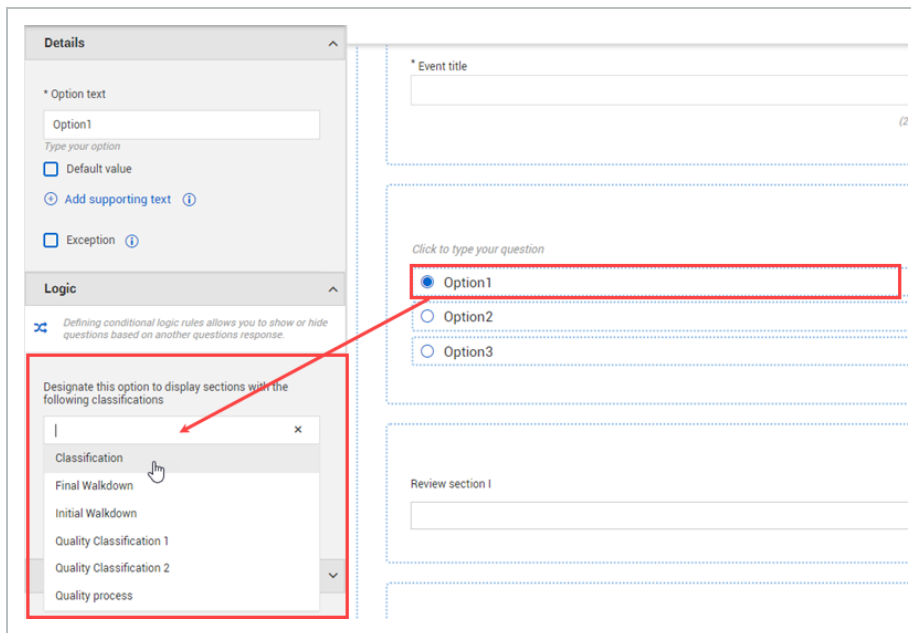 Details
* Option text
Option1
Type your option
Default value
Add supporting text
Exception
Logic
Defining conditional logic rules allows you to show or hide
questions based on another questions response.
Designate this option to display sections with the
following classifications
Classification
Final Walkdown
Initial Walkdown
Quality Classification 1
Quality Classification 2
Quality process
* Event title
(2
Click to type your question
Option1
Option2
Option3
Review section I